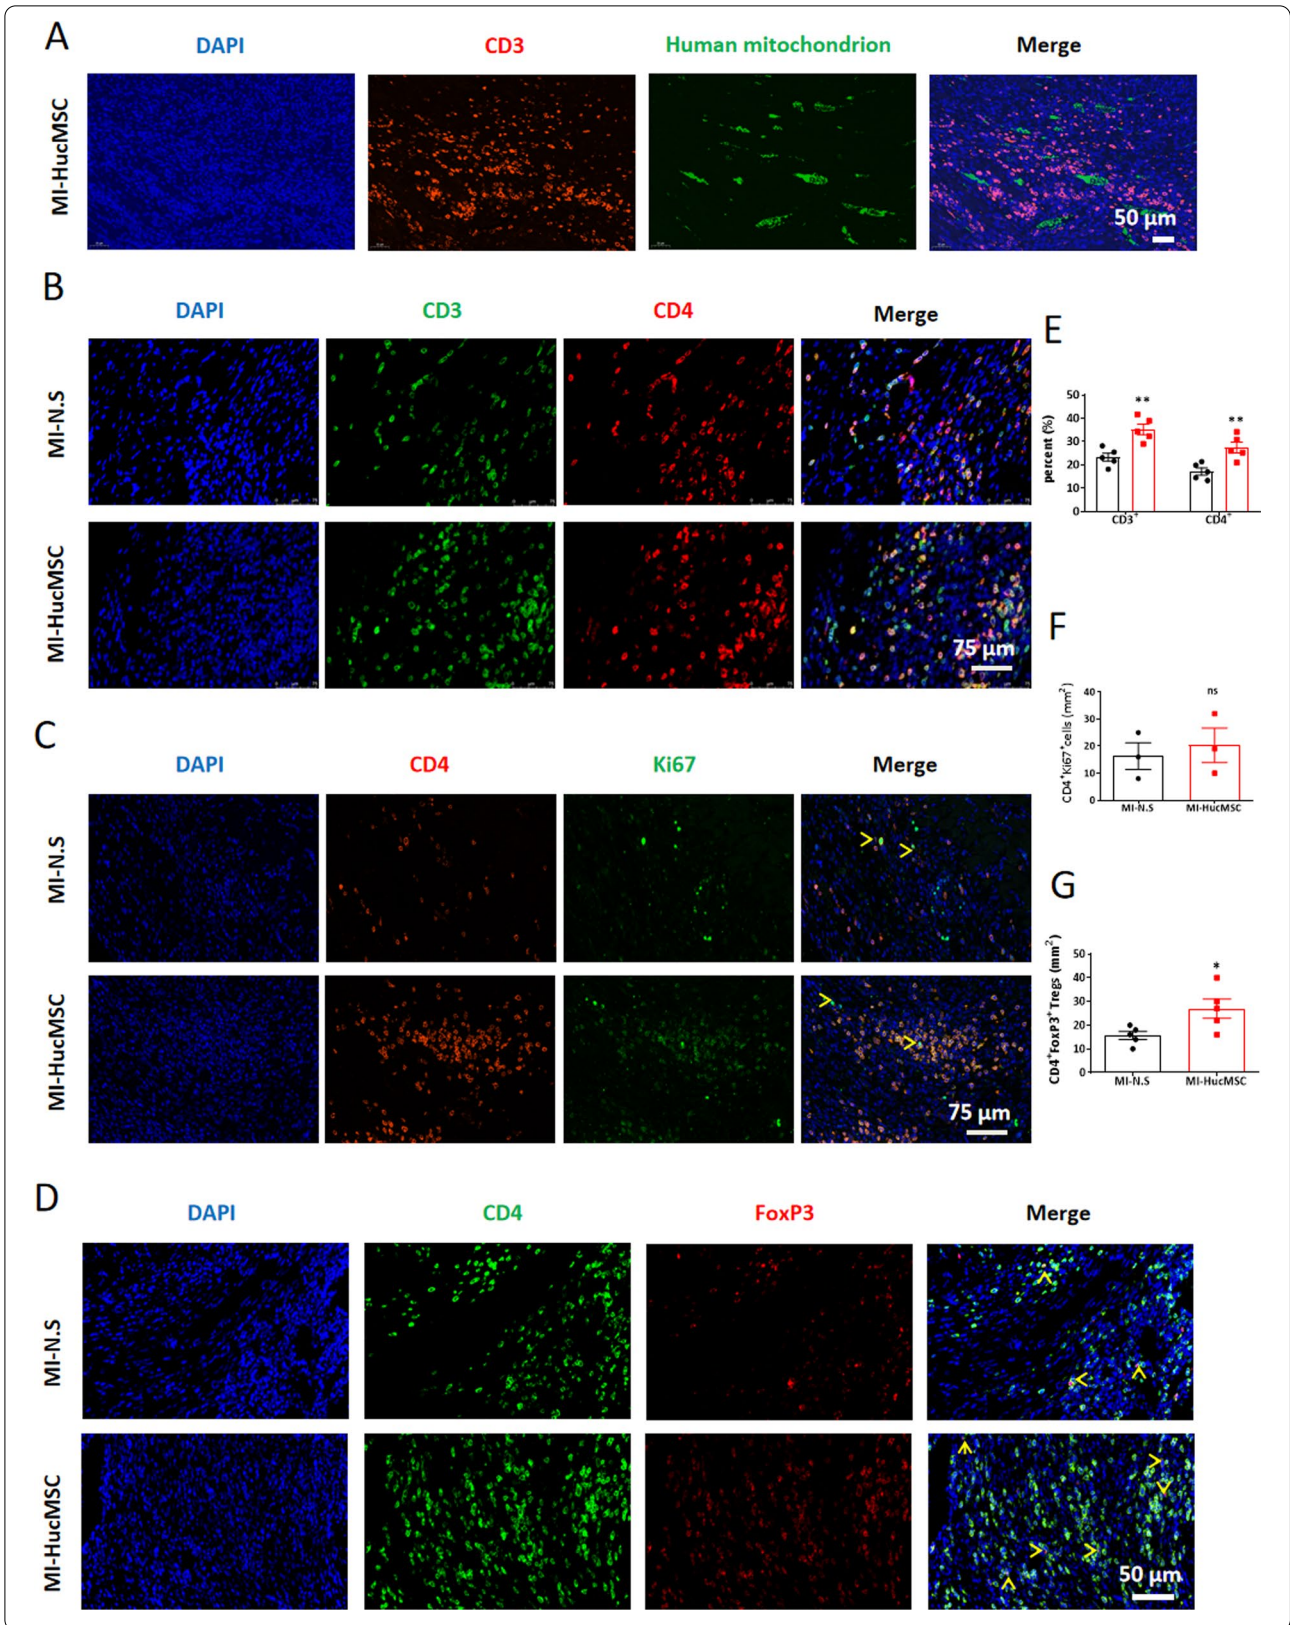 A
DAPI CD3 Human mitochondrion Merge
MI-HucMSC
50 µm
B
DAPI CD3 CD4 Merge
MI-N.S
MI-HucMSC
75 µm
E
percent (%)
50
40
30
20
10
0
** **
CD3+ CD4+
F
CD4+Ki67+cells (mm2)
40
30
20
10
0
ns
MI-N.S MI-HucMSC
C
DAPI CD4 Ki67 Merge
MI-N.S
MI-HucMSC
75 µm
G
CD4+FoxP3+Tregs (mm2)
50
40
30
20
10
0
*
MI-N.S MI-HucMSC
D
DAPI CD4 FoxP3 Merge
MI-N.S
MI-HucMSC
50 µm